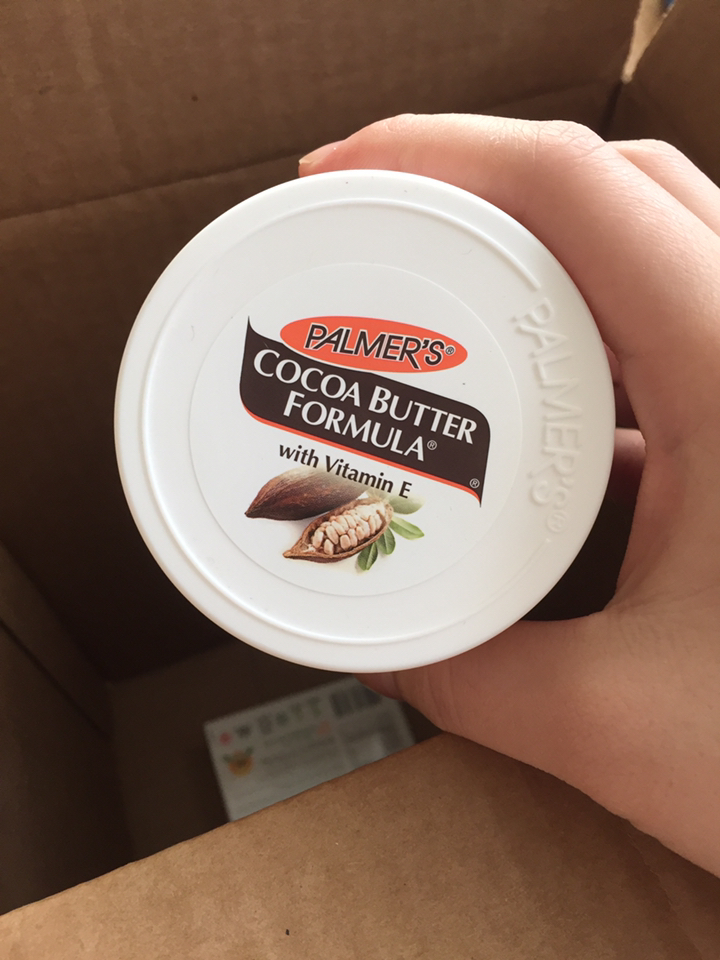 PALMER'S®
COCOA BUTTER
FORMULA®
®
with Vitamin E
PALMER'S®